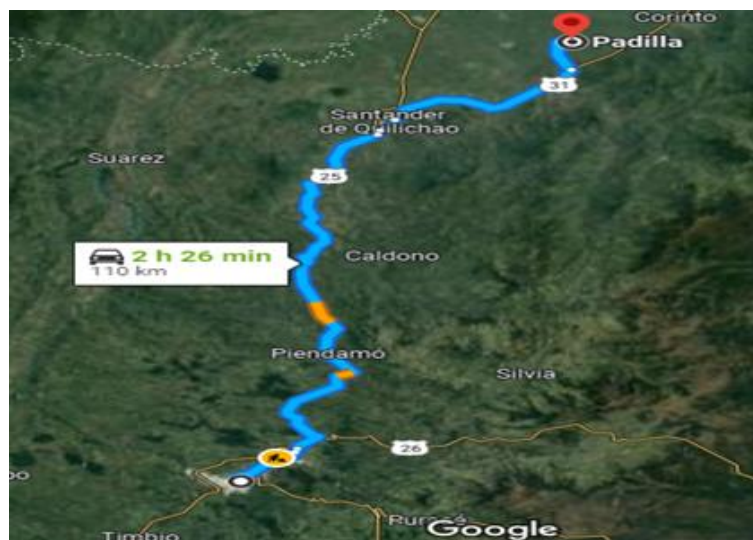 Corinto
Padilla
31
Santander
de Quilichao
Suarez
25
2 h 26 min
110 km
Caldono
Piendamó
Silvia
26
Timbio
Puracé
Google